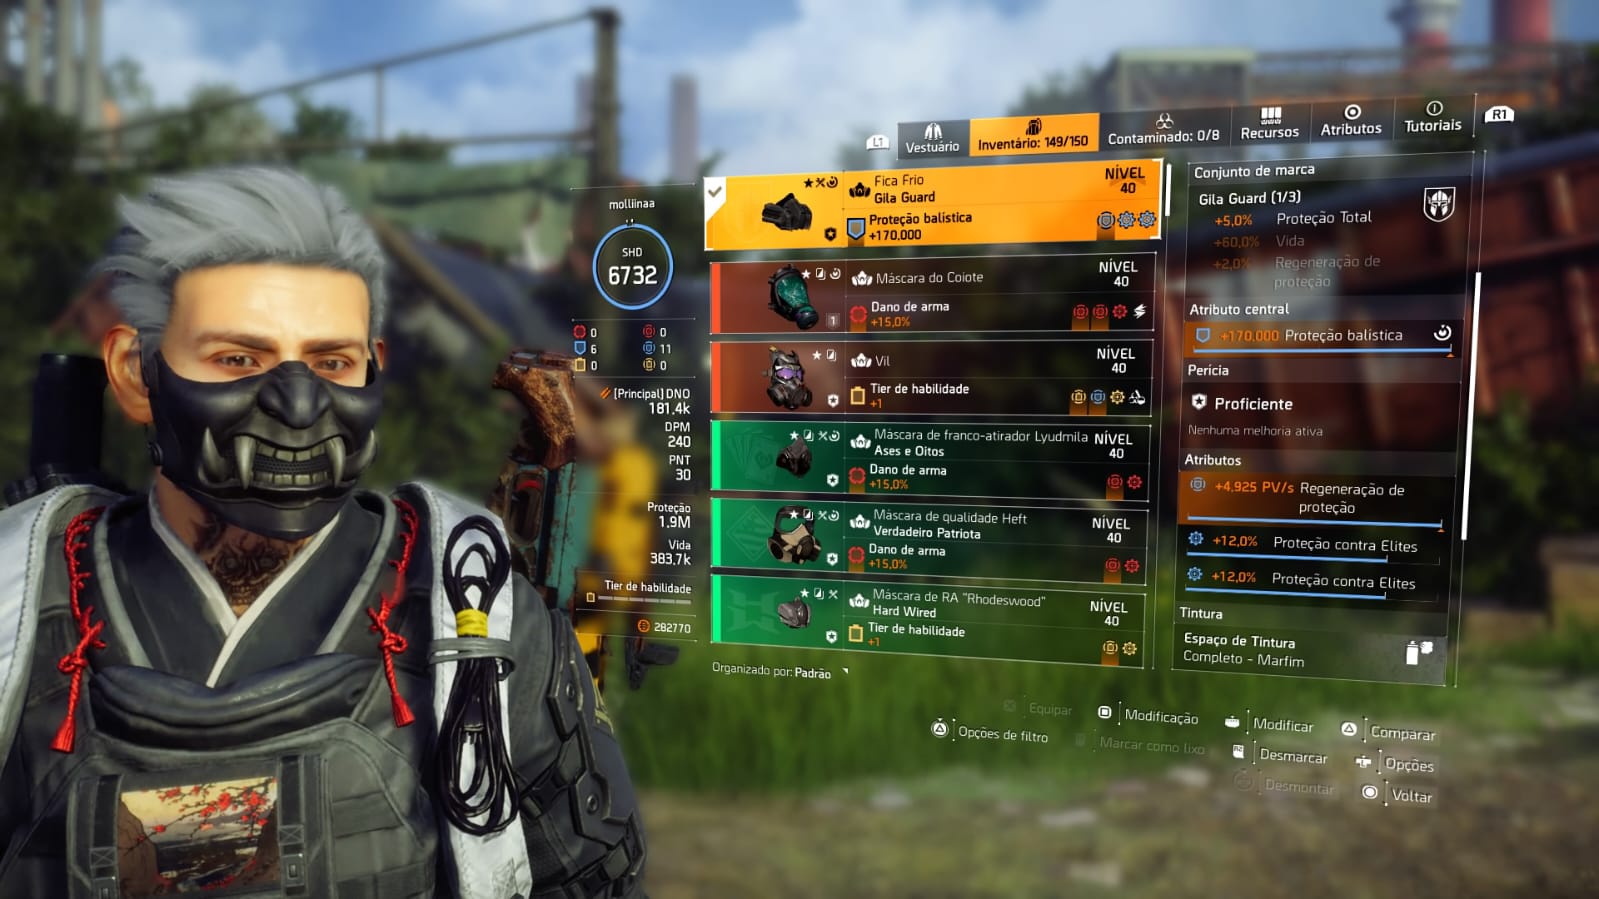 L1
Vestuário
Inventário: 149/150
Contaminado: 0/8
Recursos
Atributos
Tutoriais
R1
molliinaa
SHD
6732
0
0
6
11
0
0
[Principal] DNO
181.4k
DPM
240
PNT
30
Proteção
1.9M
Vida
383.7k
Tier de habilidade
282770
Fica Frio
Gila Guard
NÍVEL
40
Proteção balística
+170,000
Máscara do Coiote
NÍVEL
40
Dano de arma
+15,0%
1
Vil
NÍVEL
40
Tier de habilidade
+1
Máscara de franco-atirador Lyudmila
Ases e Oitos
NÍVEL
40
Dano de arma
+15,0%
Máscara de qualidade Heft
Verdadeiro Patriota
NÍVEL
40
Dano de arma
+15,0%
Máscara de RA "Rhodeswood"
Hard Wired
NÍVEL
40
Tier de habilidade
+1
Organizado por: Padrão
Conjunto de marca
Gila Guard (1/3)
+5,0% Proteção Total
+60,0% Vida
+2,0% Regeneração de
proteção
Atributo central
+170,000 Proteção balística
Perícia
Proficiente
Nenhuma melhoria ativa
Atributos
+4,925 PV/s Regeneração de
proteção
+12,0% Proteção contra Elites
+12,0% Proteção contra Elites
Tintura
Espaço de Tintura
Completo - Marfim
Equipar
Modificação
Modificar
Comparar
Opções de filtro
Marcar como lixo
R2
Desmarcar
Opções
Desmontar
Voltar